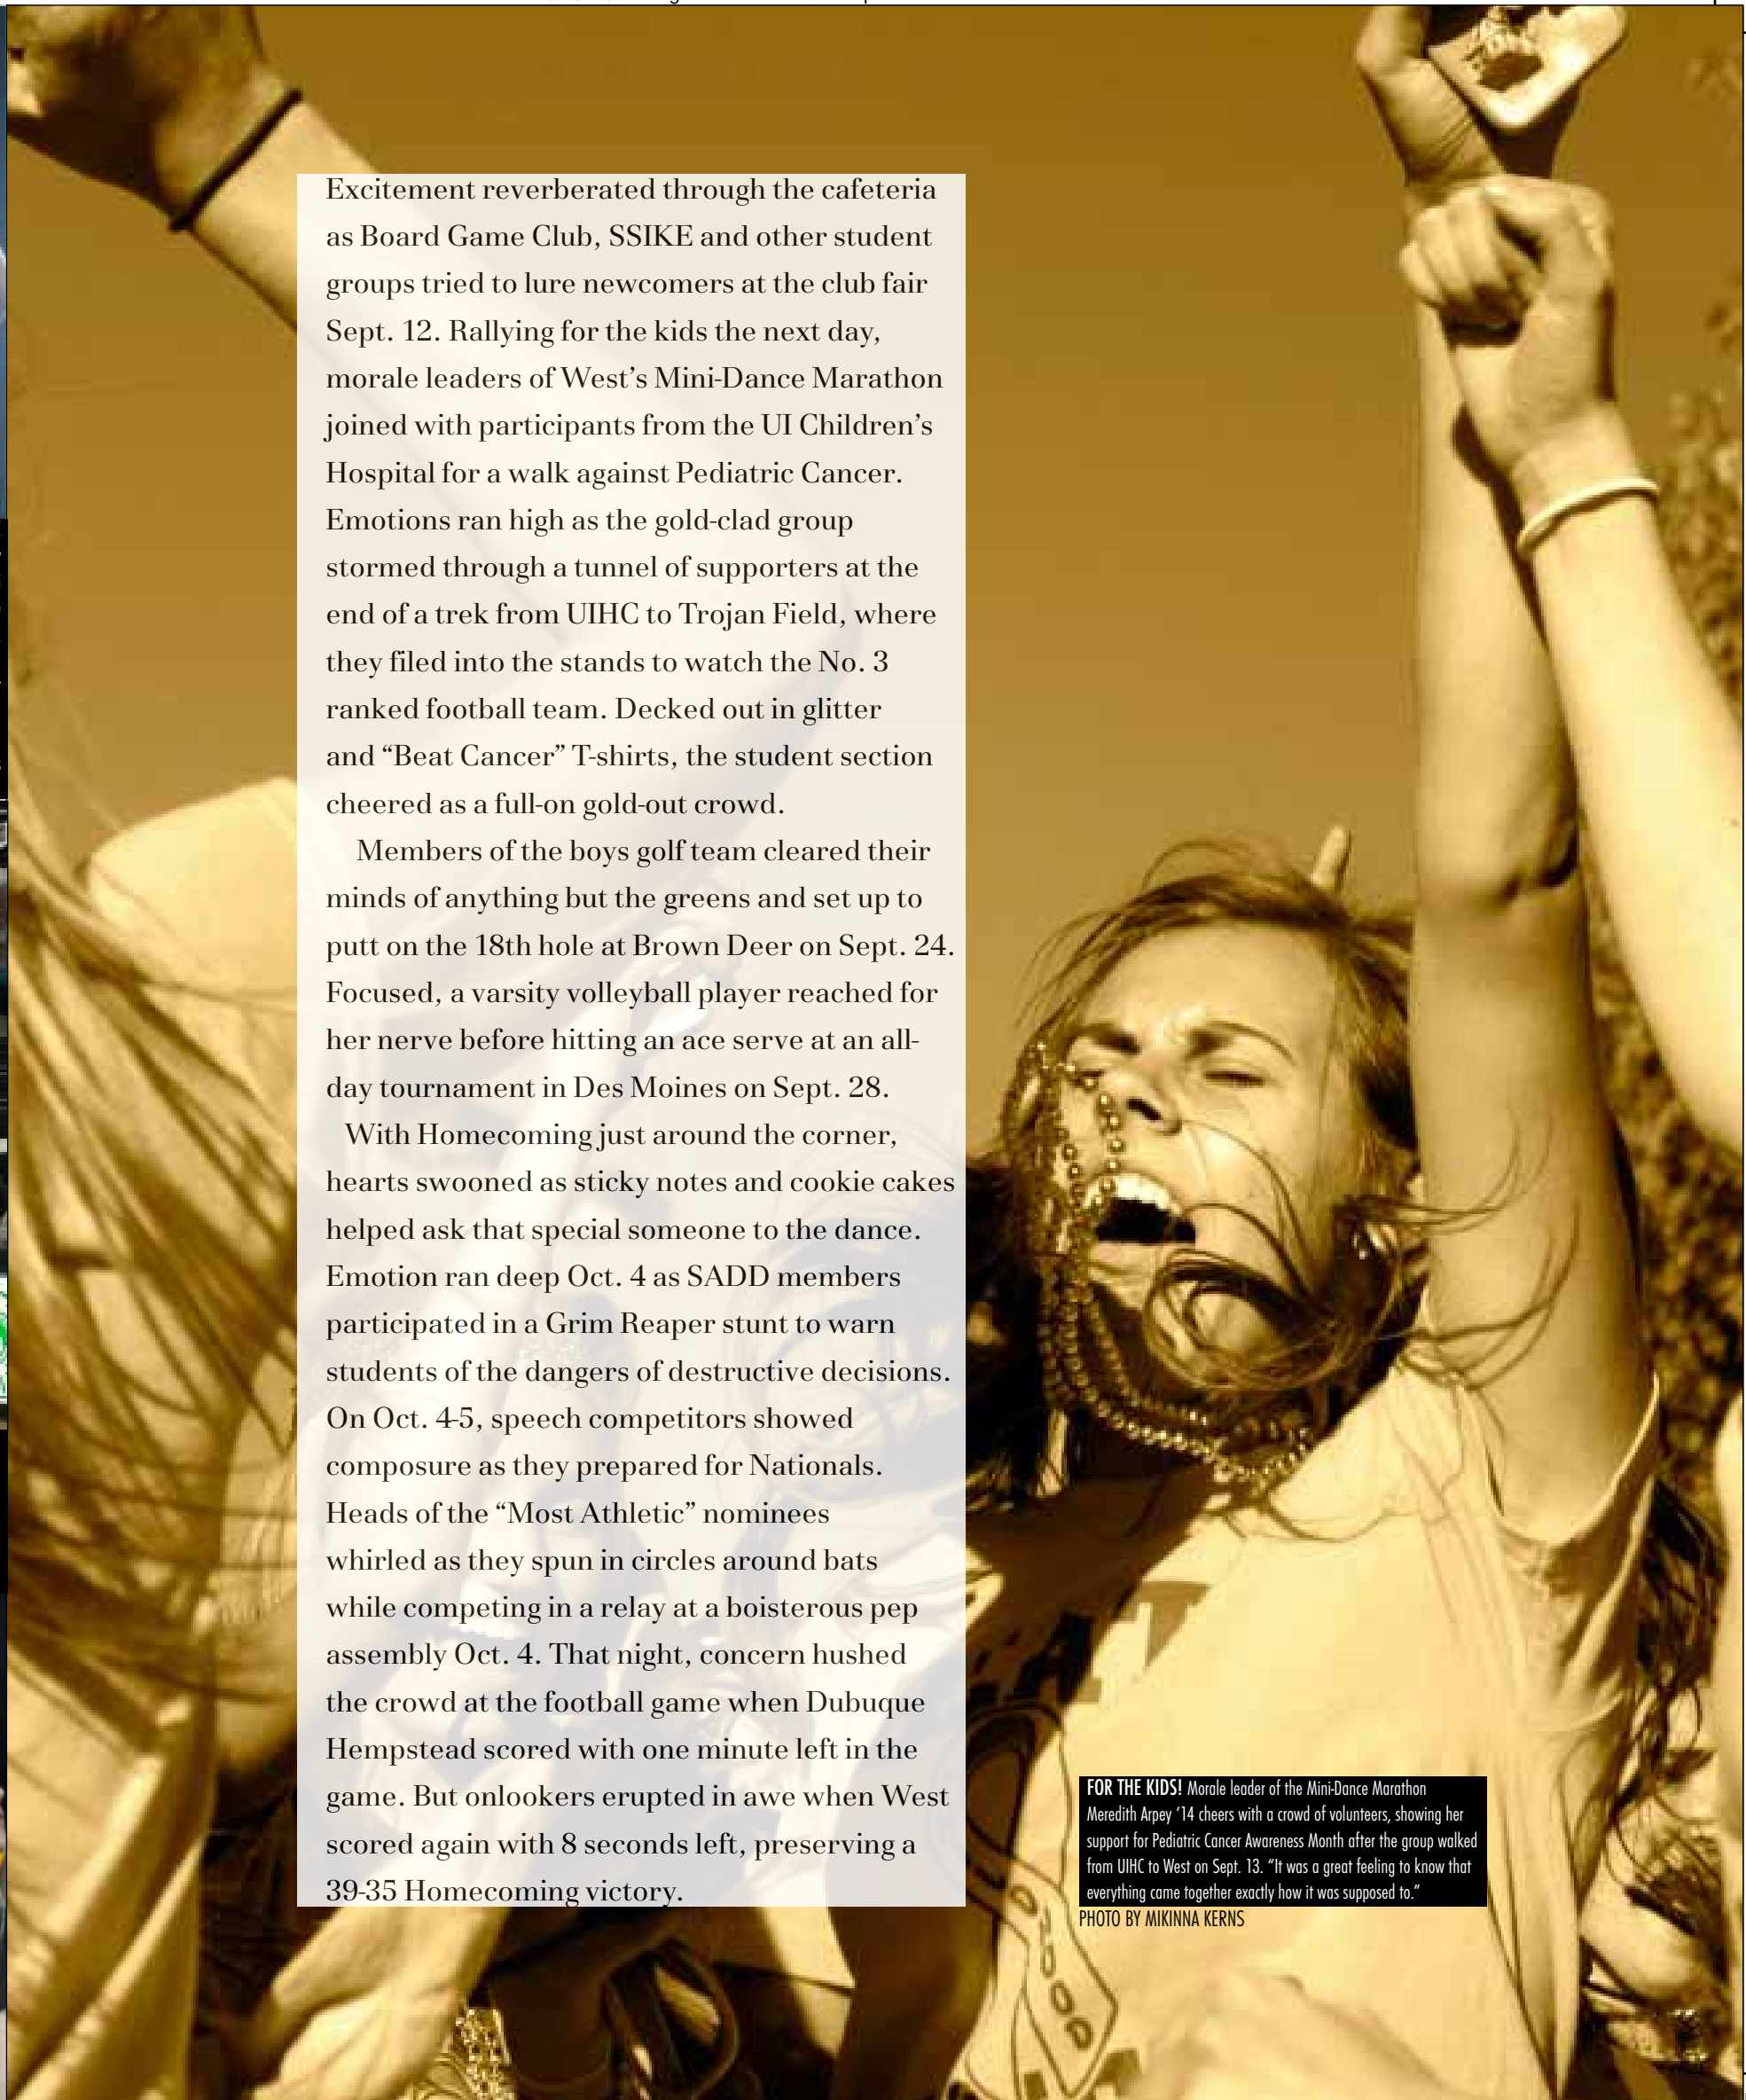 Excitement reverberated through the cafeteria
as Board Game Club, SSIKE and other student
groups tried to lure newcomers at the club fair
Sept. 12. Rallying for the kids the next day,
morale leaders of West’s Mini-Dance Marathon
joined with participants from the UI Children’s
Hospital for a walk against Pediatric Cancer.
Emotions ran high as the gold-clad group
stormed through a tunnel of supporters at the
end of a trek from UIHC to Trojan Field, where
they filed into the stands to watch the No. 3
ranked football team. Decked out in glitter
and “Beat Cancer” T-shirts, the student section
cheered as a full-on gold-out crowd.
Members of the boys golf team cleared their
minds of anything but the greens and set up to
putt on the 18th hole at Brown Deer on Sept. 24.
Focused, a varsity volleyball player reached for
her nerve before hitting an ace serve at an all-
day tournament in Des Moines on Sept. 28.
With Homecoming just around the corner,
hearts swooned as sticky notes and cookie cakes
helped ask that special someone to the dance.
Emotion ran deep Oct. 4 as SADD members
participated in a Grim Reaper stunt to warn
students of the dangers of destructive decisions.
On Oct. 4-5, speech competitors showed
composure as they prepared for Nationals.
Heads of the “Most Athletic” nominees
whirled as they spun in circles around bats
while competing in a relay at a boisterous pep
assembly Oct. 4. That night, concern hushed
the crowd at the football game when Dubuque
Hempstead scored with one minute left in the
game. But onlookers erupted in awe when West
scored again with 8 seconds left, preserving a
39-35 Homecoming victory.
FOR THE KIDS! Morale leader of the Mini-Dance Marathon
Meredith Arpey ‘14 cheers with a crowd of volunteers, showing her
support for Pediatric Cancer Awareness Month after the group walked
from UIHC to West on Sept. 13. “It was a great feeling to know that
everything came together exactly how it was supposed to.”
PHOTO BY MIKINNA KERNS